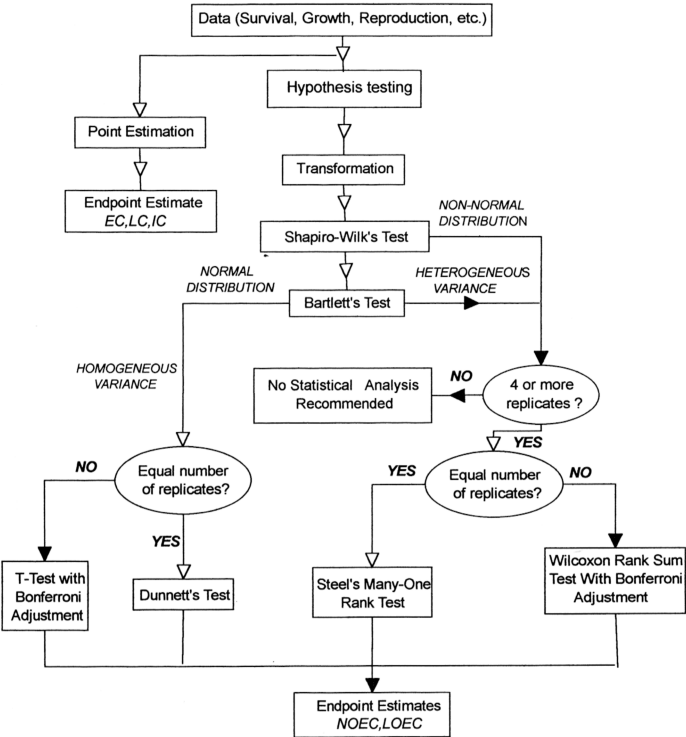 Data (Survival, Growth, Reproduction, etc.)
Hypothesis testing
Point Estimation
Transformation
Endpoint Estimate
EC,LC,IC
NON-NORMAL
DISTRIBUTION
Shapiro-Wilk's Test
NORMAL
DISTRIBUTION
HETEROGENEOUS
VARIANCE
Bartlett's Test
HOMOGENEOUS
VARIANCE
No Statistical Analysis
Recommended
NO
4 or more
replicates ?
YES
NO
Equal number
of replicates?
YES
Equal number
of replicates?
NO
YES
T-Test with
Bonferroni
Adjustment
Dunnett's Test
Steel's Many-One
Rank Test
Wilcoxon Rank Sum
Test With Bonferroni
Adjustment
Endpoint Estimates
NOEC,LOEC